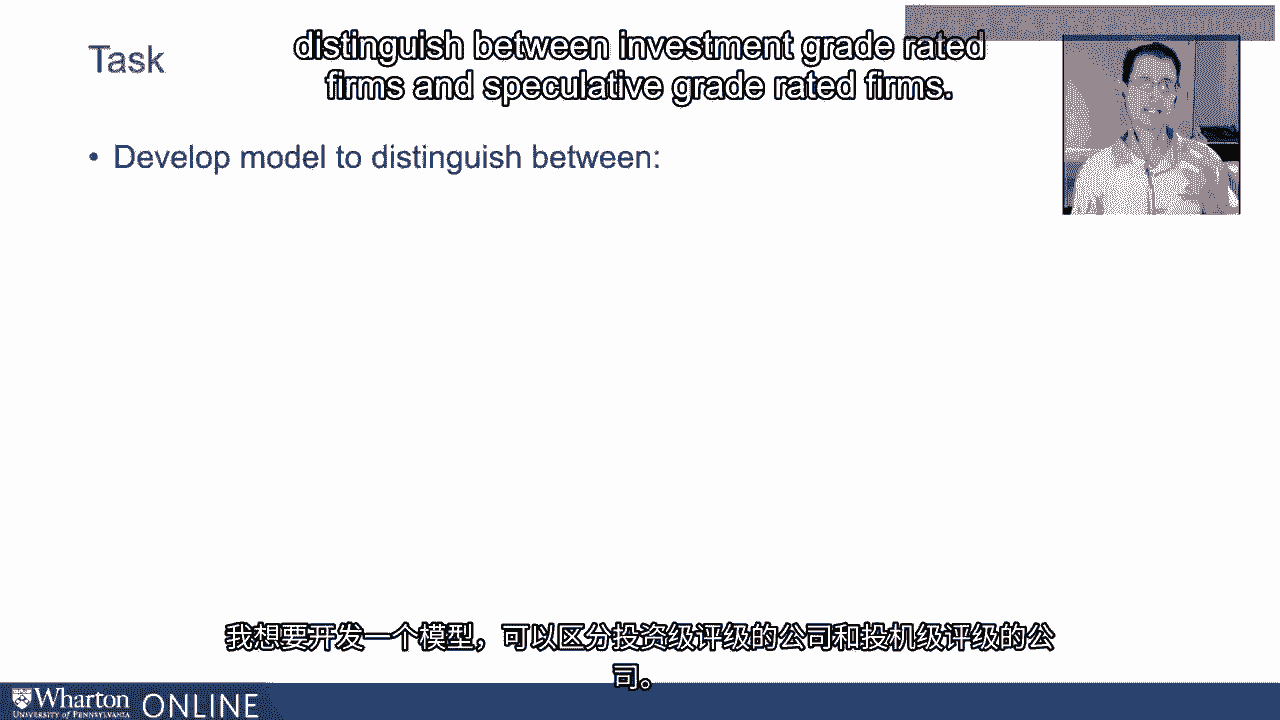 Task
distinguish between investment grade rated
firms and speculative grade rated firms.
• Develop model to distinguish between:
我想要开发一个模型，可以区分投资级评级的公司和投机级评级的公
司。
Wharton ONLINE
UNIVERSITY OF PENNSYLVANIA